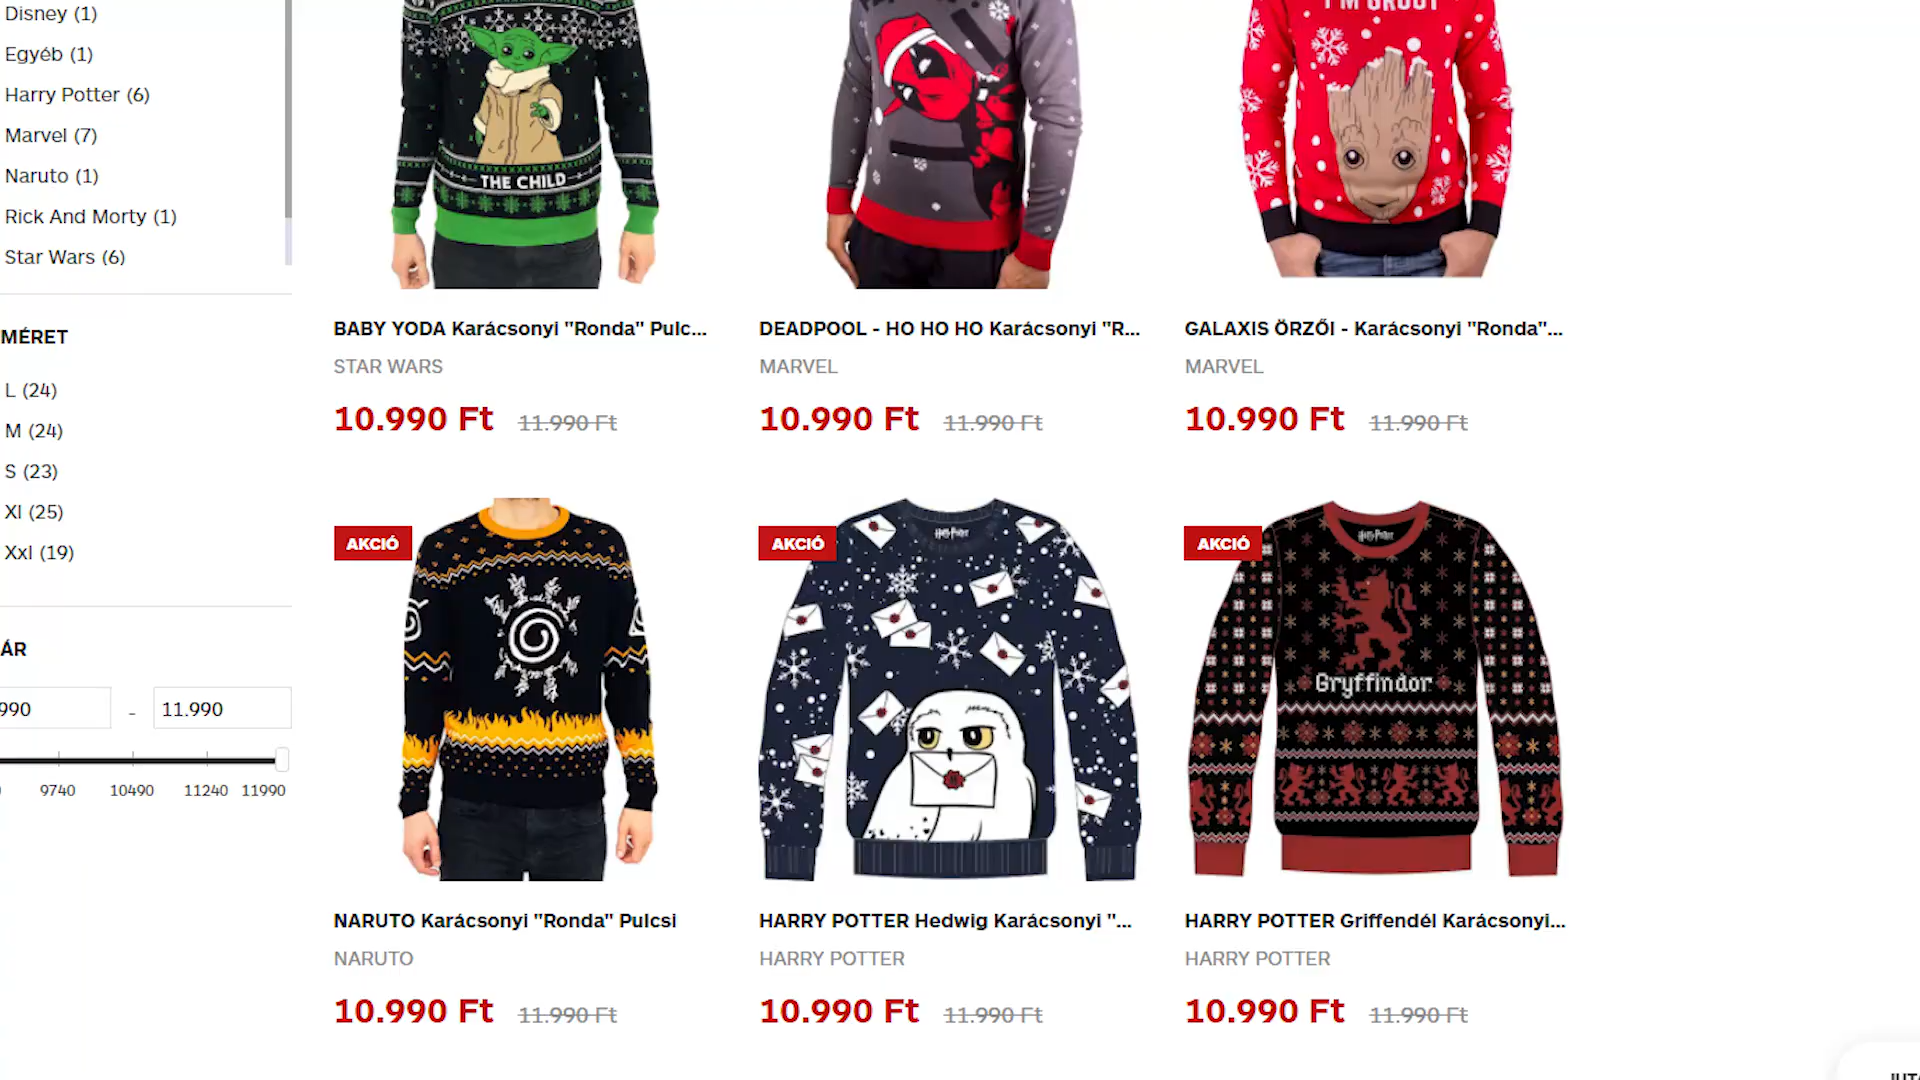 Disney (1)
Egyéb (1)
Harry Potter (6)
Marvel (7)
Naruto (1)
Rick And Morty (1)
Star Wars (6)
MÉRET
L (24)
M (24)
S (23)
Xl (25)
Xxl (19)
ÁR
990 - 11.990
9740 10490 11240 11990
THE CHILD
I'M GROOT
BABY YODA Karácsonyi "Ronda" Pulc...
STAR WARS
10.990 Ft 11.990 Ft
DEADPOOL - HO HO HO Karácsonyi "R...
MARVEL
10.990 Ft 11.990 Ft
GALAXIS ŐRZŐI - Karácsonyi "Ronda"...
MARVEL
10.990 Ft 11.990 Ft
AKCIÓ
NARUTO Karácsonyi "Ronda" Pulcsi
NARUTO
10.990 Ft 11.990 Ft
AKCIÓ
Harry Potter
HARRY POTTER Hedwig Karácsonyi "...
HARRY POTTER
10.990 Ft 11.990 Ft
AKCIÓ
Harry Potter
Gryffindor
HARRY POTTER Griffendél Karácsonyi...
HARRY POTTER
10.990 Ft 11.990 Ft